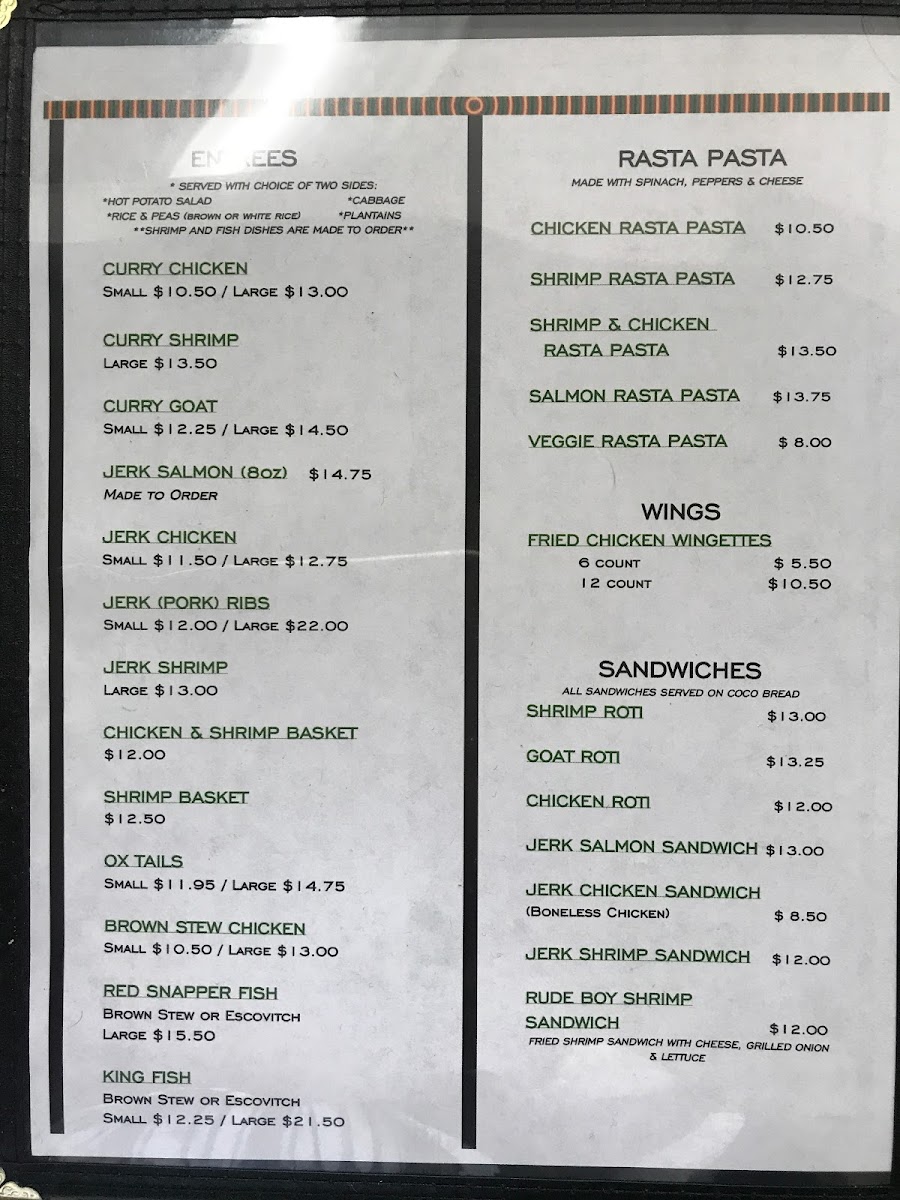 * SERVED WITH CHOICE OF TWO SIDES:
*HOT POTATO SALAD *CABBAGE
*RICE & PEAS (BROWN OR WHITE RICE) *PLANTAINS
**SHRIMP AND FISH DISHES ARE MADE TO ORDER**
CURRY CHICKEN
SMALL $10.50 / LARGE $13.00
CURRY SHRIMP
LARGE $13.50
CURRY GOAT
SMALL $12.25 / LARGE $14.50
JERK SALMON (8OZ) $14.75
MADE TO ORDER
JERK CHICKEN
SMALL $11.50 / LARGE $12.75
JERK (PORK) RIBS
SMALL $12.00 / LARGE $22.00
JERK SHRIMP
LARGE $13.00
CHICKEN & SHRIMP BASKET
$12.00
SHRIMP BASKET
$12.50
OX TAILS
SMALL $11.95 / LARGE $14.75
BROWN STEW CHICKEN
SMALL $10.50 / LARGE $13.00
RED SNAPPER FISH
BROWN STEW OR ESCOVITCH
LARGE $15.50
KING FISH
BROWN STEW OR ESCOVITCH
SMALL $12.25 / LARGE $21.50
RASTA PASTA
MADE WITH SPINACH, PEPPERS & CHEESE
CHICKEN RASTA PASTA $10.50
SHRIMP RASTA PASTA $12.75
SHRIMP & CHICKEN
RASTA PASTA $13.50
SALMON RASTA PASTA $13.75
VEGGIE RASTA PASTA $ 8.00
WINGS
FRIED CHICKEN WINGETTES
6 COUNT $ 5.50
12 COUNT $10.50
SANDWICHES
ALL SANDWICHES SERVED ON COCO BREAD
SHRIMP ROTI $13.00
GOAT ROTI $13.25
CHICKEN ROTI $12.00
JERK SALMON SANDWICH $13.00
JERK CHICKEN SANDWICH
(BONELESS CHICKEN) $ 8.50
JERK SHRIMP SANDWICH $12.00
RUDE BOY SHRIMP
SANDWICH $12.00
FRIED SHRIMP SANDWICH WITH CHEESE, GRILLED ONION
& LETTUCE